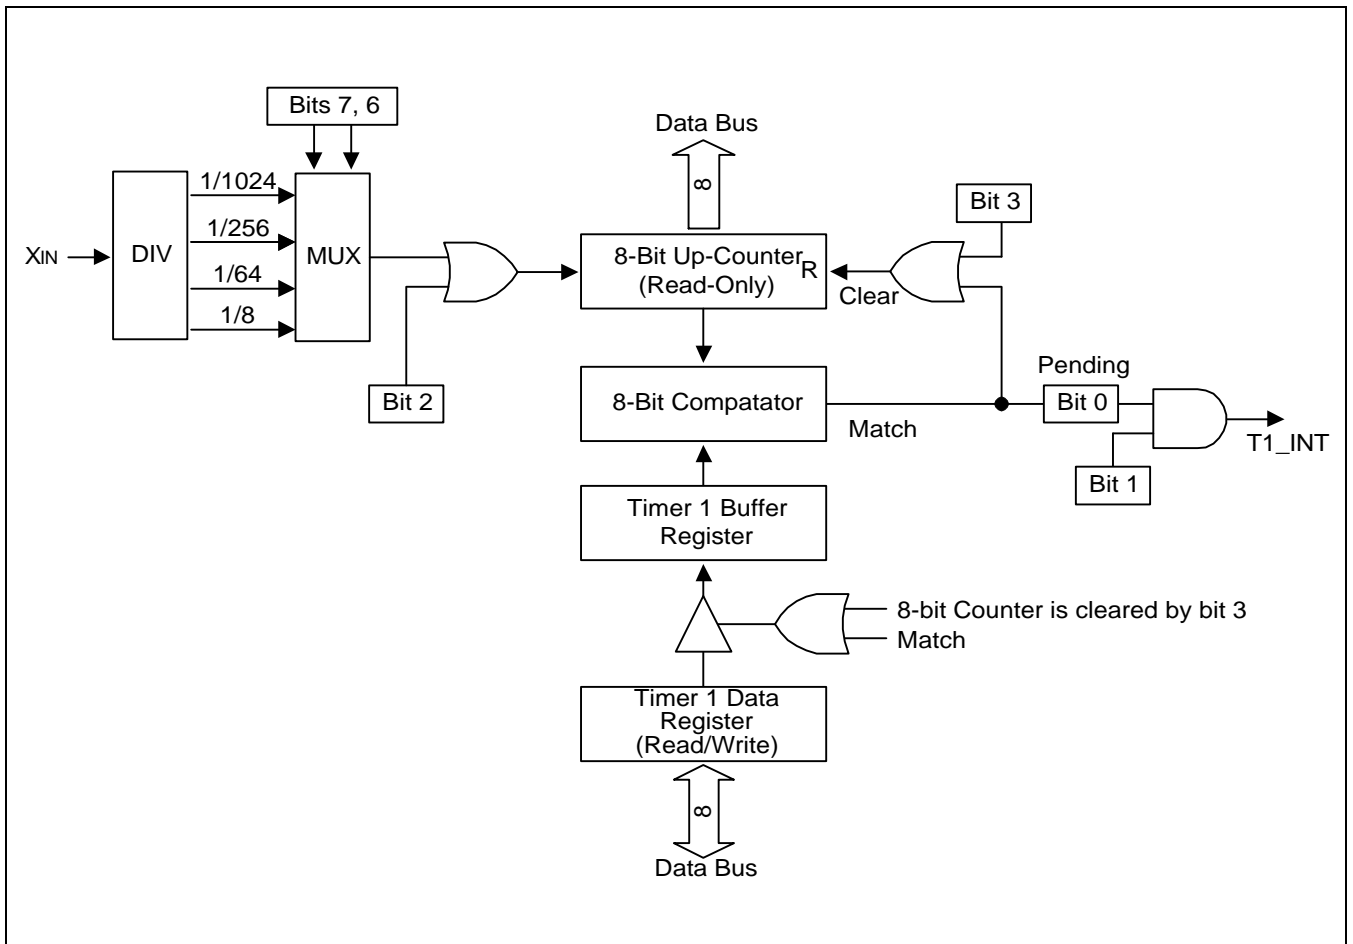 Bits 7, 6
Data Bus
8
Bit 3
1/1024
1/256
1/64
1/8
XIN
DIV
MUX
8-Bit Up-Counter
(Read-Only)
R
Clear
Bit 2
8-Bit Compatator
Match
Pending
Bit 0
T1_INT
Bit 1
Timer 1 Buffer
Register
8-bit Counter is cleared by bit 3
Match
Timer 1 Data
Register
(Read/Write)
8
Data Bus